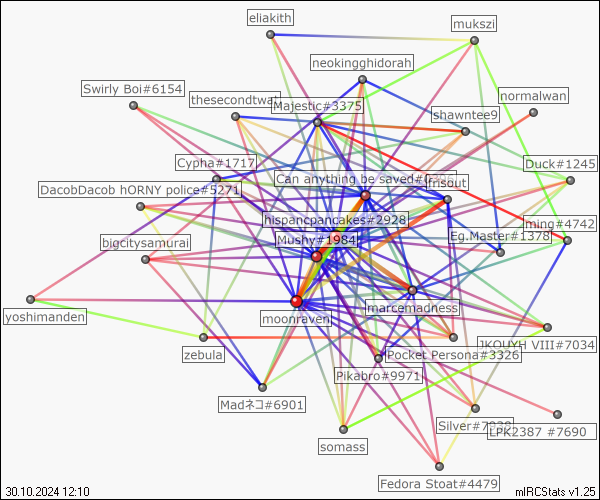 eliakith
mukszi
neokingghidorah
Swirly Boi#6154
normalwan
thesecondtwat
Majestic#3375
shawntee9
Cypha#1717
Duck#1245
Can anything be saved#
frisout
DacobDacob hORNY police#5271
hispancpancakes#2928
ming#4742
Mushy#1984
Eg.Master#1378
bigcitysamurai
marcemadness
yoshimanden
moonraven
JKOUYH VIII#7034
zebula
Pocket Persona#3326
Pikabro#9971
Madネコ#6901
Silver#7038
LPK2387 #7690
somass
Fedora Stoat#4479
30.10.2024 12:10
mIRCStats v1.25